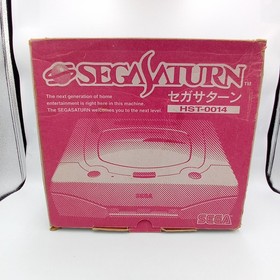 SEGASATURN™
セガサターン
The next generation of home
entertainment is right here in this machine.
The SEGASATURN welcomes you to the next level.
HST-0014
SEGA
SEGA